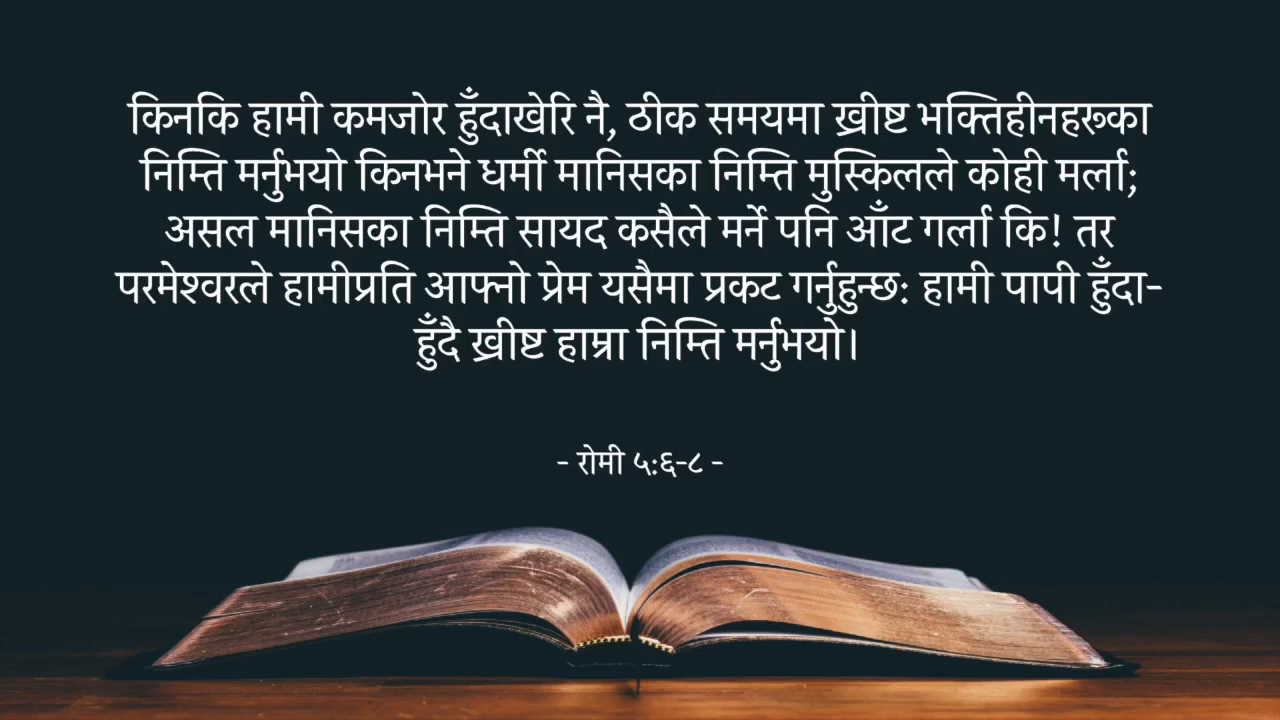 किनकि हामी कमजोर हुँदाखेरि नै, ठीक समयमा ख्रीष्ट भक्तिहीनहरूका
निम्ति मर्नुभयो किनभने धर्मी मानिसका निम्ति मुस्किलले कोही मर्ला;
असल मानिसका निम्ति सायद कसैले मर्ने पनि आँट गर्ला कि! तर
परमेश्वरले हामीप्रति आफ्नो प्रेम यसैमा प्रकट गर्नुहुन्छ: हामी पापी हुँदा-
हुँदै ख्रीष्ट हाम्रा निम्ति मर्नुभयो।
- रोमी ५:६-८ -